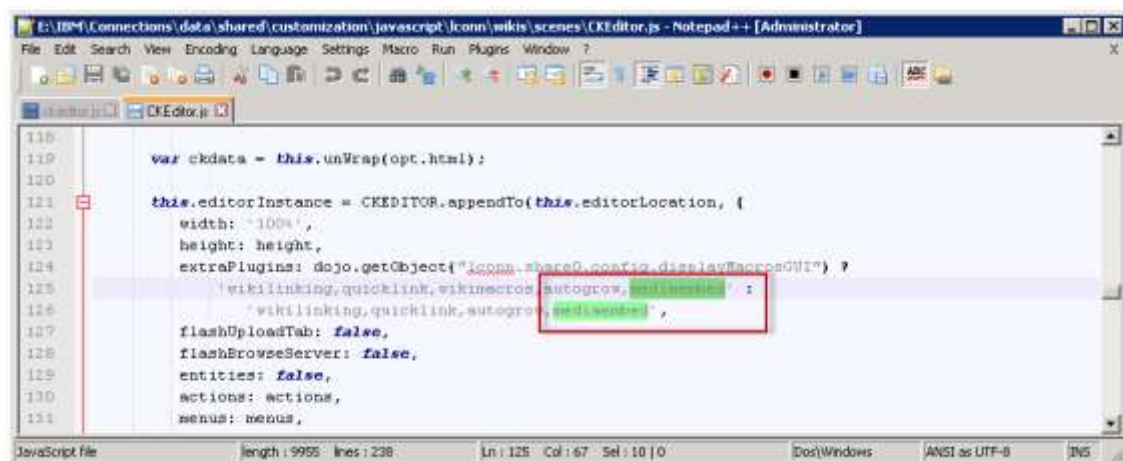 E:\IBM\Connections\data\shared\customization\javascript\lconn\wikis\scenes\CKEditor.js - Notepad++ [Administrator]
File Edit Search View Encoding Language Settings Macro Run Plugins Window ?
X
ckeditor.js CKEditor.js
118
119 var ckdata = this.unWrap(opt.html);
120
121 this.editorInstance = CKEDITOR.appendTo(this.editorLocation, {
122 width: '100%',
123 height: height,
124 extraPlugins: dojo.getObject("lconn.share0.config.displayMacrosGUI") ?
125 'wikilinking,quicklink,wikimacros,autogrow,mediaembed' :
126 'wikilinking,quicklink,autogrow,mediaembed',
127 flashUploadTab: false,
128 flashBrowseServer: false,
129 entities: false,
130 actions: actions,
131 menus: menus,
JavaScript file length : 9955 lines : 238 Ln : 125 Col : 67 Sel : 10 | 0 Dos\Windows ANSI as UTF-8 INS